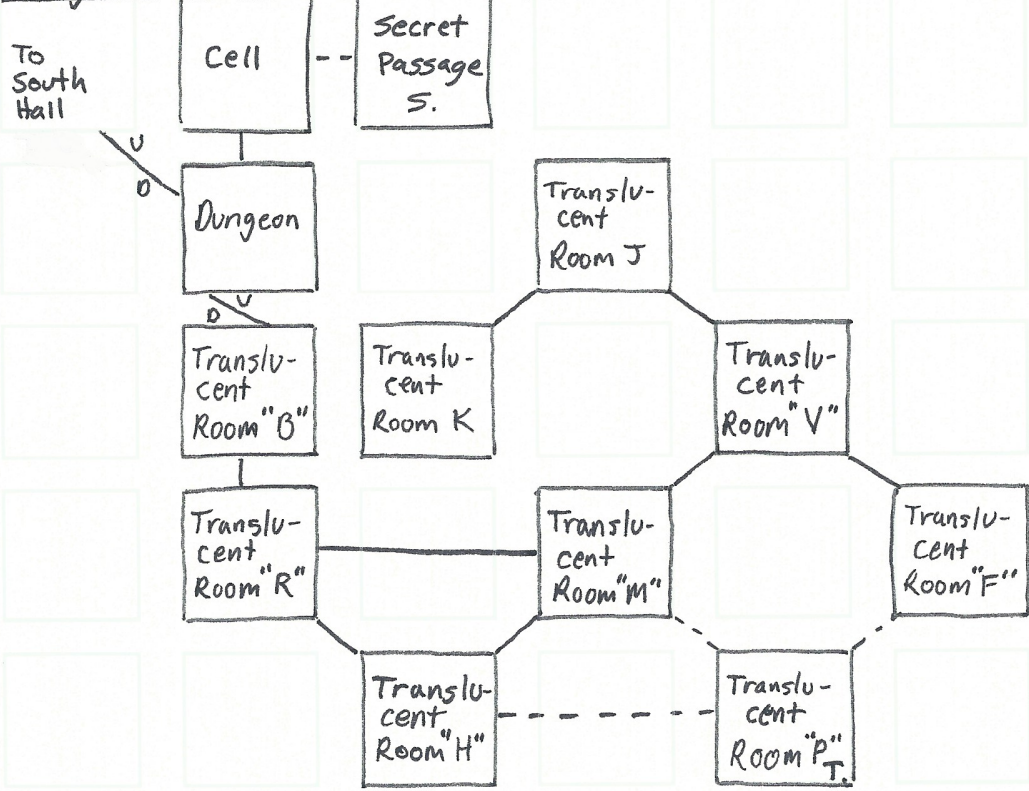 To
South
Hall
Cell
Secret
Passage
S.
U
D
Dungeon
Translu-
cent
Room J
D U
Translu-
cent
Room "B"
Translu-
cent
Room K
Translu-
cent
Room "V"
Translu-
cent
Room "R"
Translu-
cent
Room "M"
Translu-
cent
Room "F"
Translu-
cent
Room "H"
Translu-
cent
Room "P"
T.